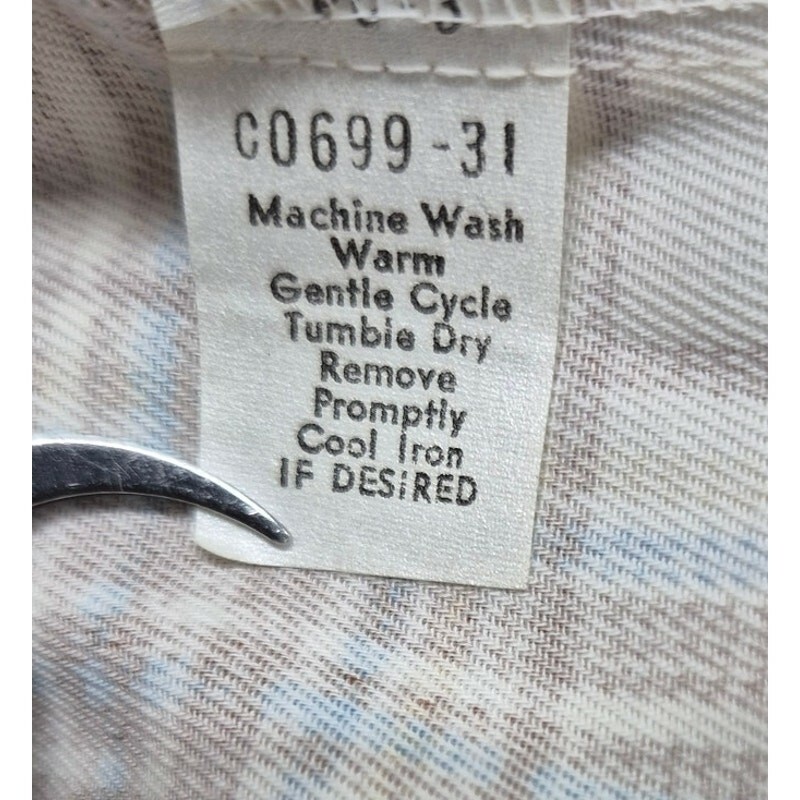 C0699-31
Machine Wash
Warm
Gentle Cycle
Tumble Dry
Remove
Promptly
Cool Iron
IF DESIRED